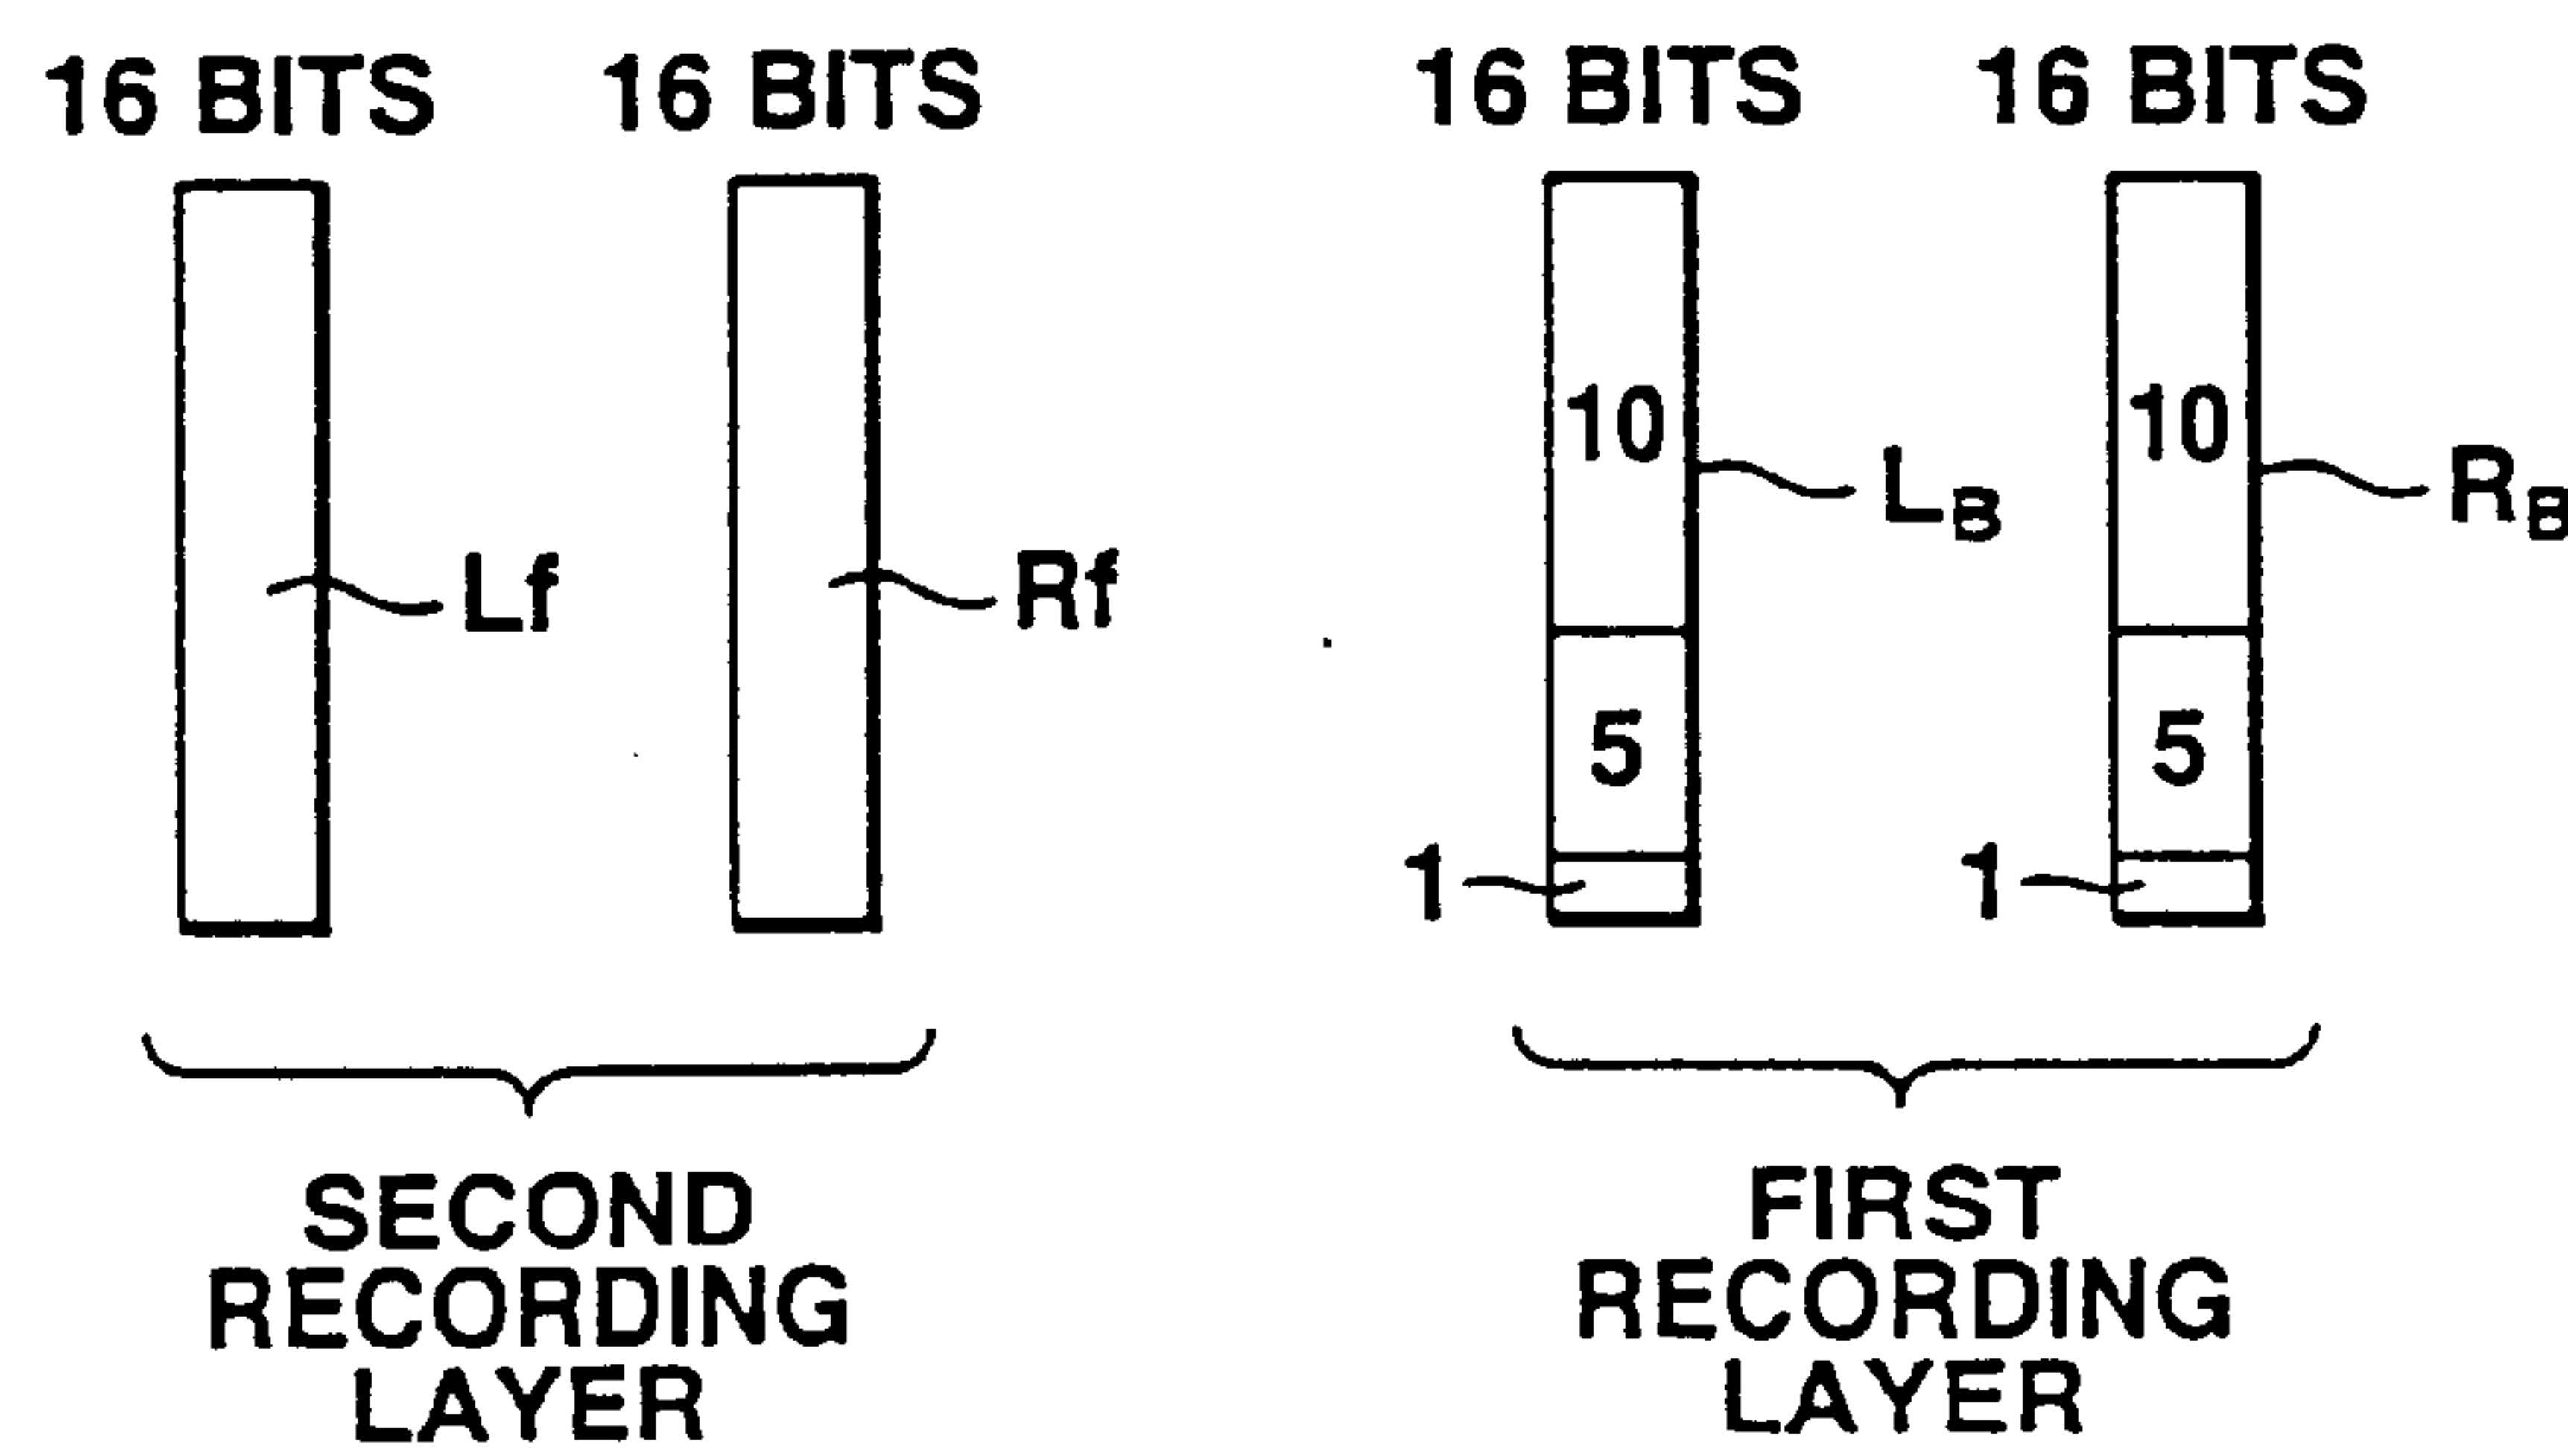 16 BITS 16 BITS 16 BITS 16 BITS
10 10
LB RB
Lf Rf
5 5
1 1
SECOND
RECORDING
LAYER
FIRST
RECORDING
LAYER